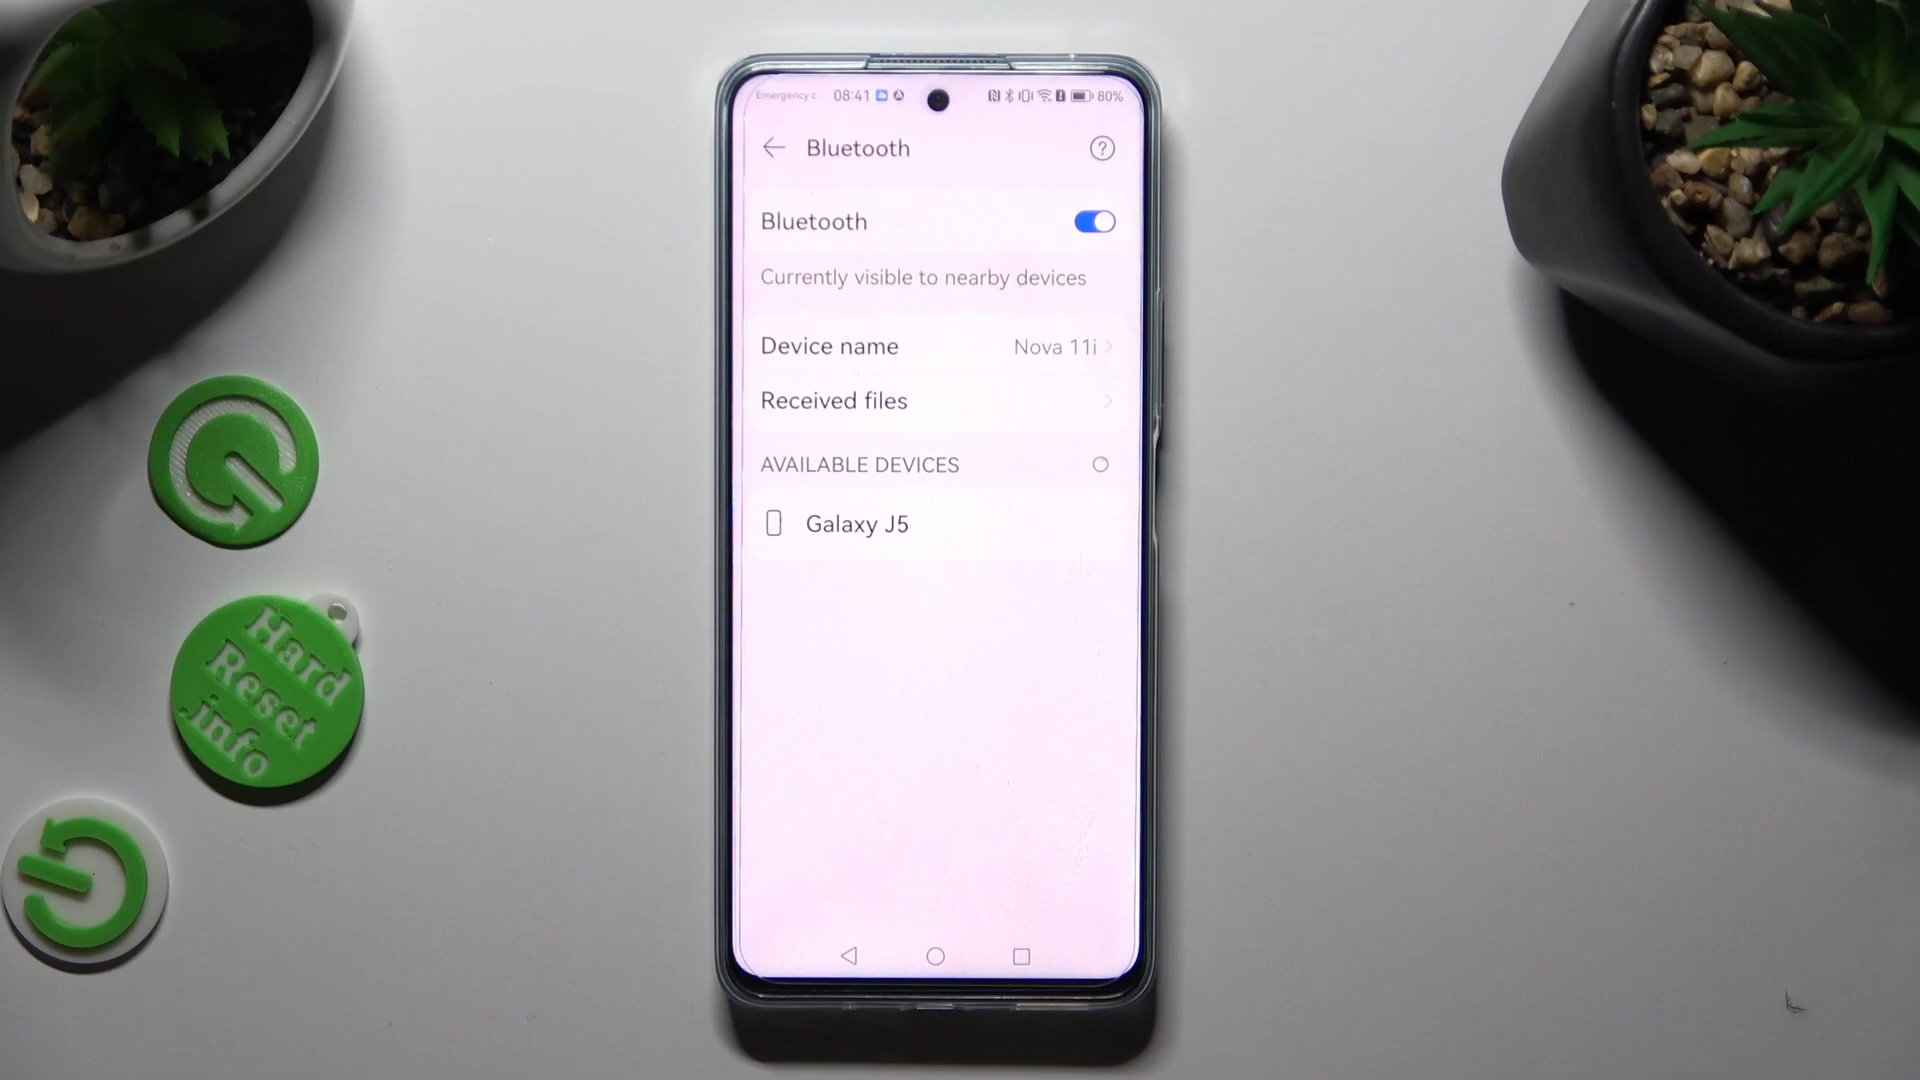 Emergency c... 08:41 80%
Bluetooth
Bluetooth
Currently visible to nearby devices
Device name Nova 11i
Received files
AVAILABLE DEVICES
Galaxy J5
Hard
Reset
.info